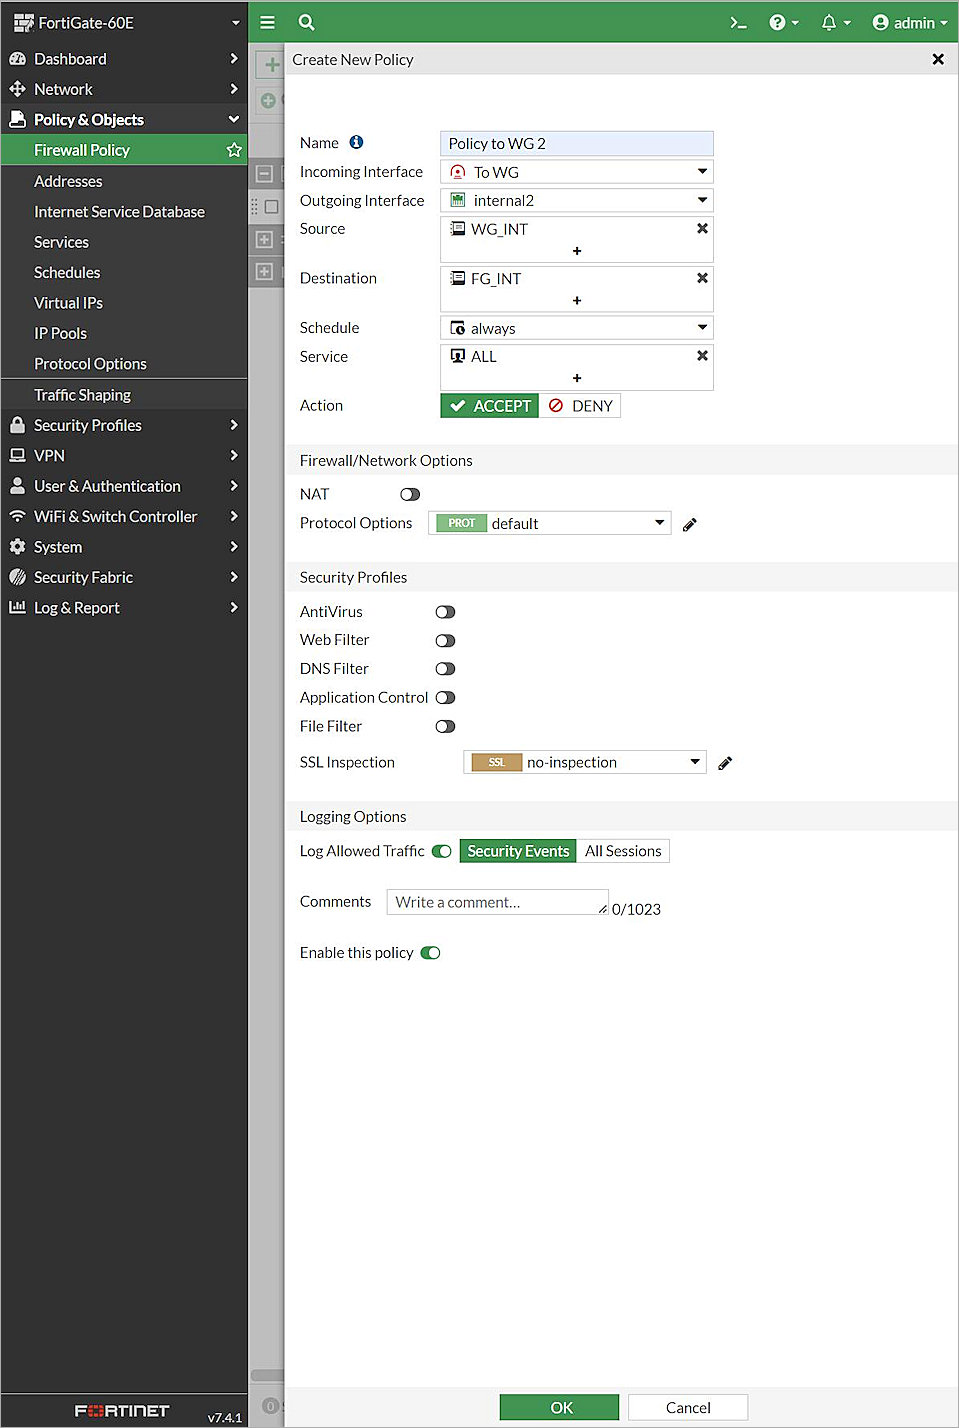 FortiGate-60E
admin
Dashboard
Network
Policy & Objects
Firewall Policy
Addresses
Internet Service Database
Services
Schedules
Virtual IPs
IP Pools
Protocol Options
Traffic Shaping
Security Profiles
VPN
User & Authentication
WiFi & Switch Controller
System
Security Fabric
Log & Report
FORTINET
v7.4.1
Create New Policy
Name
Policy to WG 2
Incoming Interface
To WG
Outgoing Interface
internal2
Source
WG_INT
+
Destination
FG_INT
+
Schedule
always
Service
ALL
+
Action
ACCEPT
DENY
Firewall/Network Options
NAT
Protocol Options
PROT
default
Security Profiles
AntiVirus
Web Filter
DNS Filter
Application Control
File Filter
SSL Inspection
SSL
no-inspection
Logging Options
Log Allowed Traffic
Security Events
All Sessions
Comments
Write a comment...
0/1023
Enable this policy
0
OK
Cancel